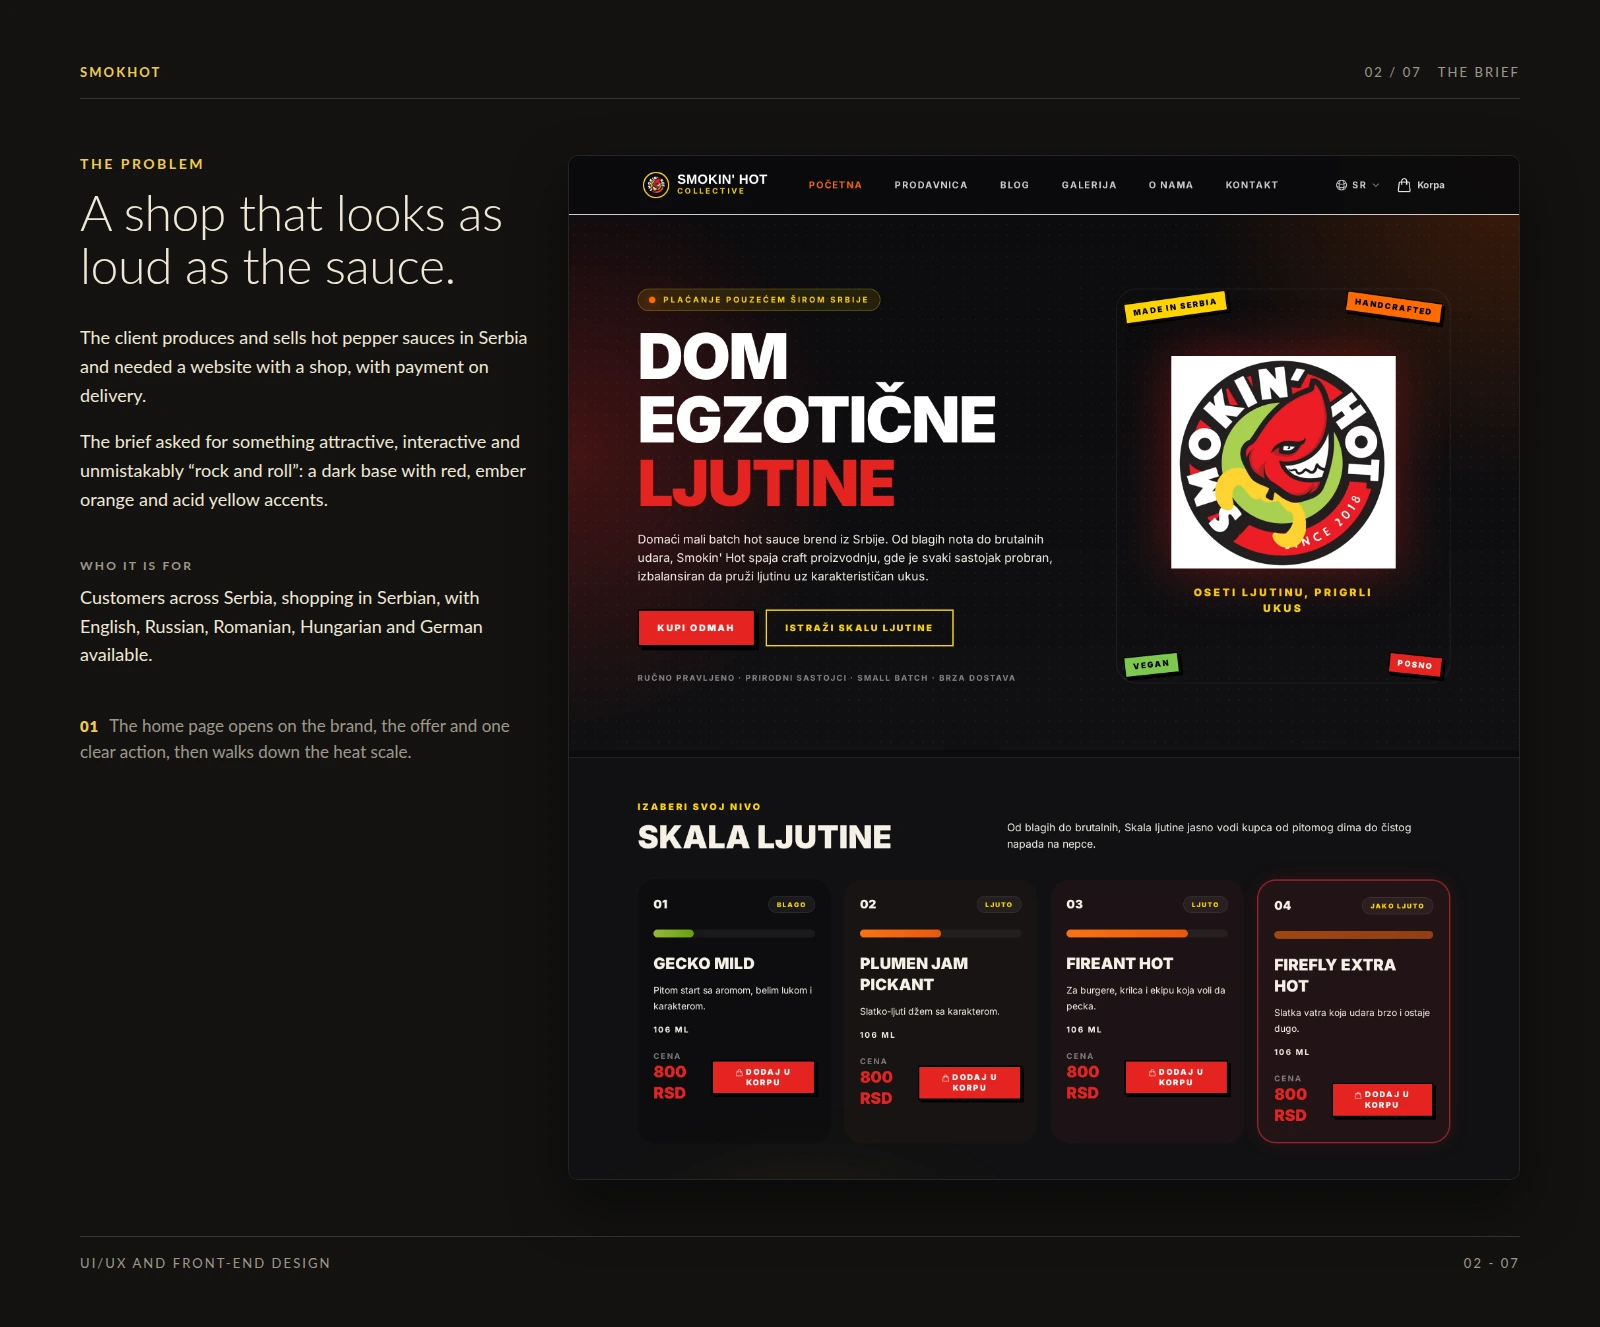 SMOKHOT
02 / 07 THE BRIEF
THE PROBLEM
A shop that looks as
loud as the sauce.
The client produces and sells hot pepper sauces in Serbia
and needed a website with a shop, with payment on
delivery.
The brief asked for something attractive, interactive and
unmistakably “rock and roll”: a dark base with red, ember
orange and acid yellow accents.
WHO IT IS FOR
Customers across Serbia, shopping in Serbian, with
English, Russian, Romanian, Hungarian and German
available.
01 The home page opens on the brand, the offer and one
clear action, then walks down the heat scale.
SMOKIN' HOT
COLLECTIVE
POČETNA PRODAVNICA BLOG GALERIJA O NAMA KONTAKT
SR Korpa
PLAĆANJE POUZEĆEM ŠIROM SRBIJE
DOM
EGZOTIČNE
LJUTINE
Domaći mali batch hot sauce brend iz Srbije. Od blagih nota do brutalnih
udara, Smokin' Hot spaja craft proizvodnju, gde je svaki sastojak probran,
izbalansiran da pruži ljutinu uz karakterističan ukus.
KUPI ODMAH
ISTRAŽI SKALU LJUTINE
RUČNO PRAVLJENO · PRIRODNI SASTOJCI · SMALL BATCH · BRZA DOSTAVA
MADE IN SERBIA
HANDCRAFTED
SMOKIN' HOT
SINCE 2018
OSETI LJUTINU, PRIGRLI
UKUS
VEGAN
POSNO
IZABERI SVOJ NIVO
SKALA LJUTINE
Od blagih do brutalnih, Skala ljutine jasno vodi kupca od pitomog dima do čistog
napada na nepce.
01 BLAGO
GECKO MILD
Pitom start sa aromom, belim lukom i
karakterom.
106 ML
CENA
800
RSD
DODAJ U
KORPU
02 LJUTO
PLUMEN JAM
PICKANT
Slatko-ljuti džem sa karakterom.
106 ML
CENA
800
RSD
DODAJ U
KORPU
03 LJUTO
FIREANT HOT
Za burgere, krilca i ekipu koja voli da
pecka.
106 ML
CENA
800
RSD
DODAJ U
KORPU
04 JAKO LJUTO
FIREFLY EXTRA
HOT
Slatka vatra koja udara brzo i ostaje
dugo.
106 ML
CENA
800
RSD
DODAJ U
KORPU
UI/UX AND FRONT-END DESIGN
02 - 07